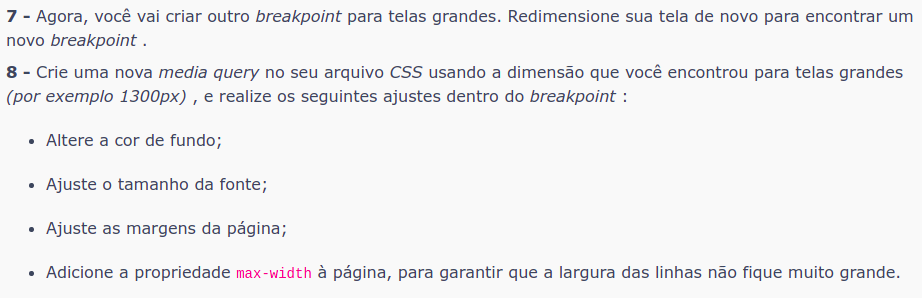 7 - Agora, você vai criar outro breakpoint para telas grandes. Redimensione sua tela de novo para encontrar um
novo breakpoint .
8 - Crie uma nova media query no seu arquivo CSS usando a dimensão que você encontrou para telas grandes
(por exemplo 1300px) , e realize os seguintes ajustes dentro do breakpoint :
• Altere a cor de fundo;
• Ajuste o tamanho da fonte;
• Ajuste as margens da página;
• Adicione a propriedade max-width à página, para garantir que a largura das linhas não fique muito grande.